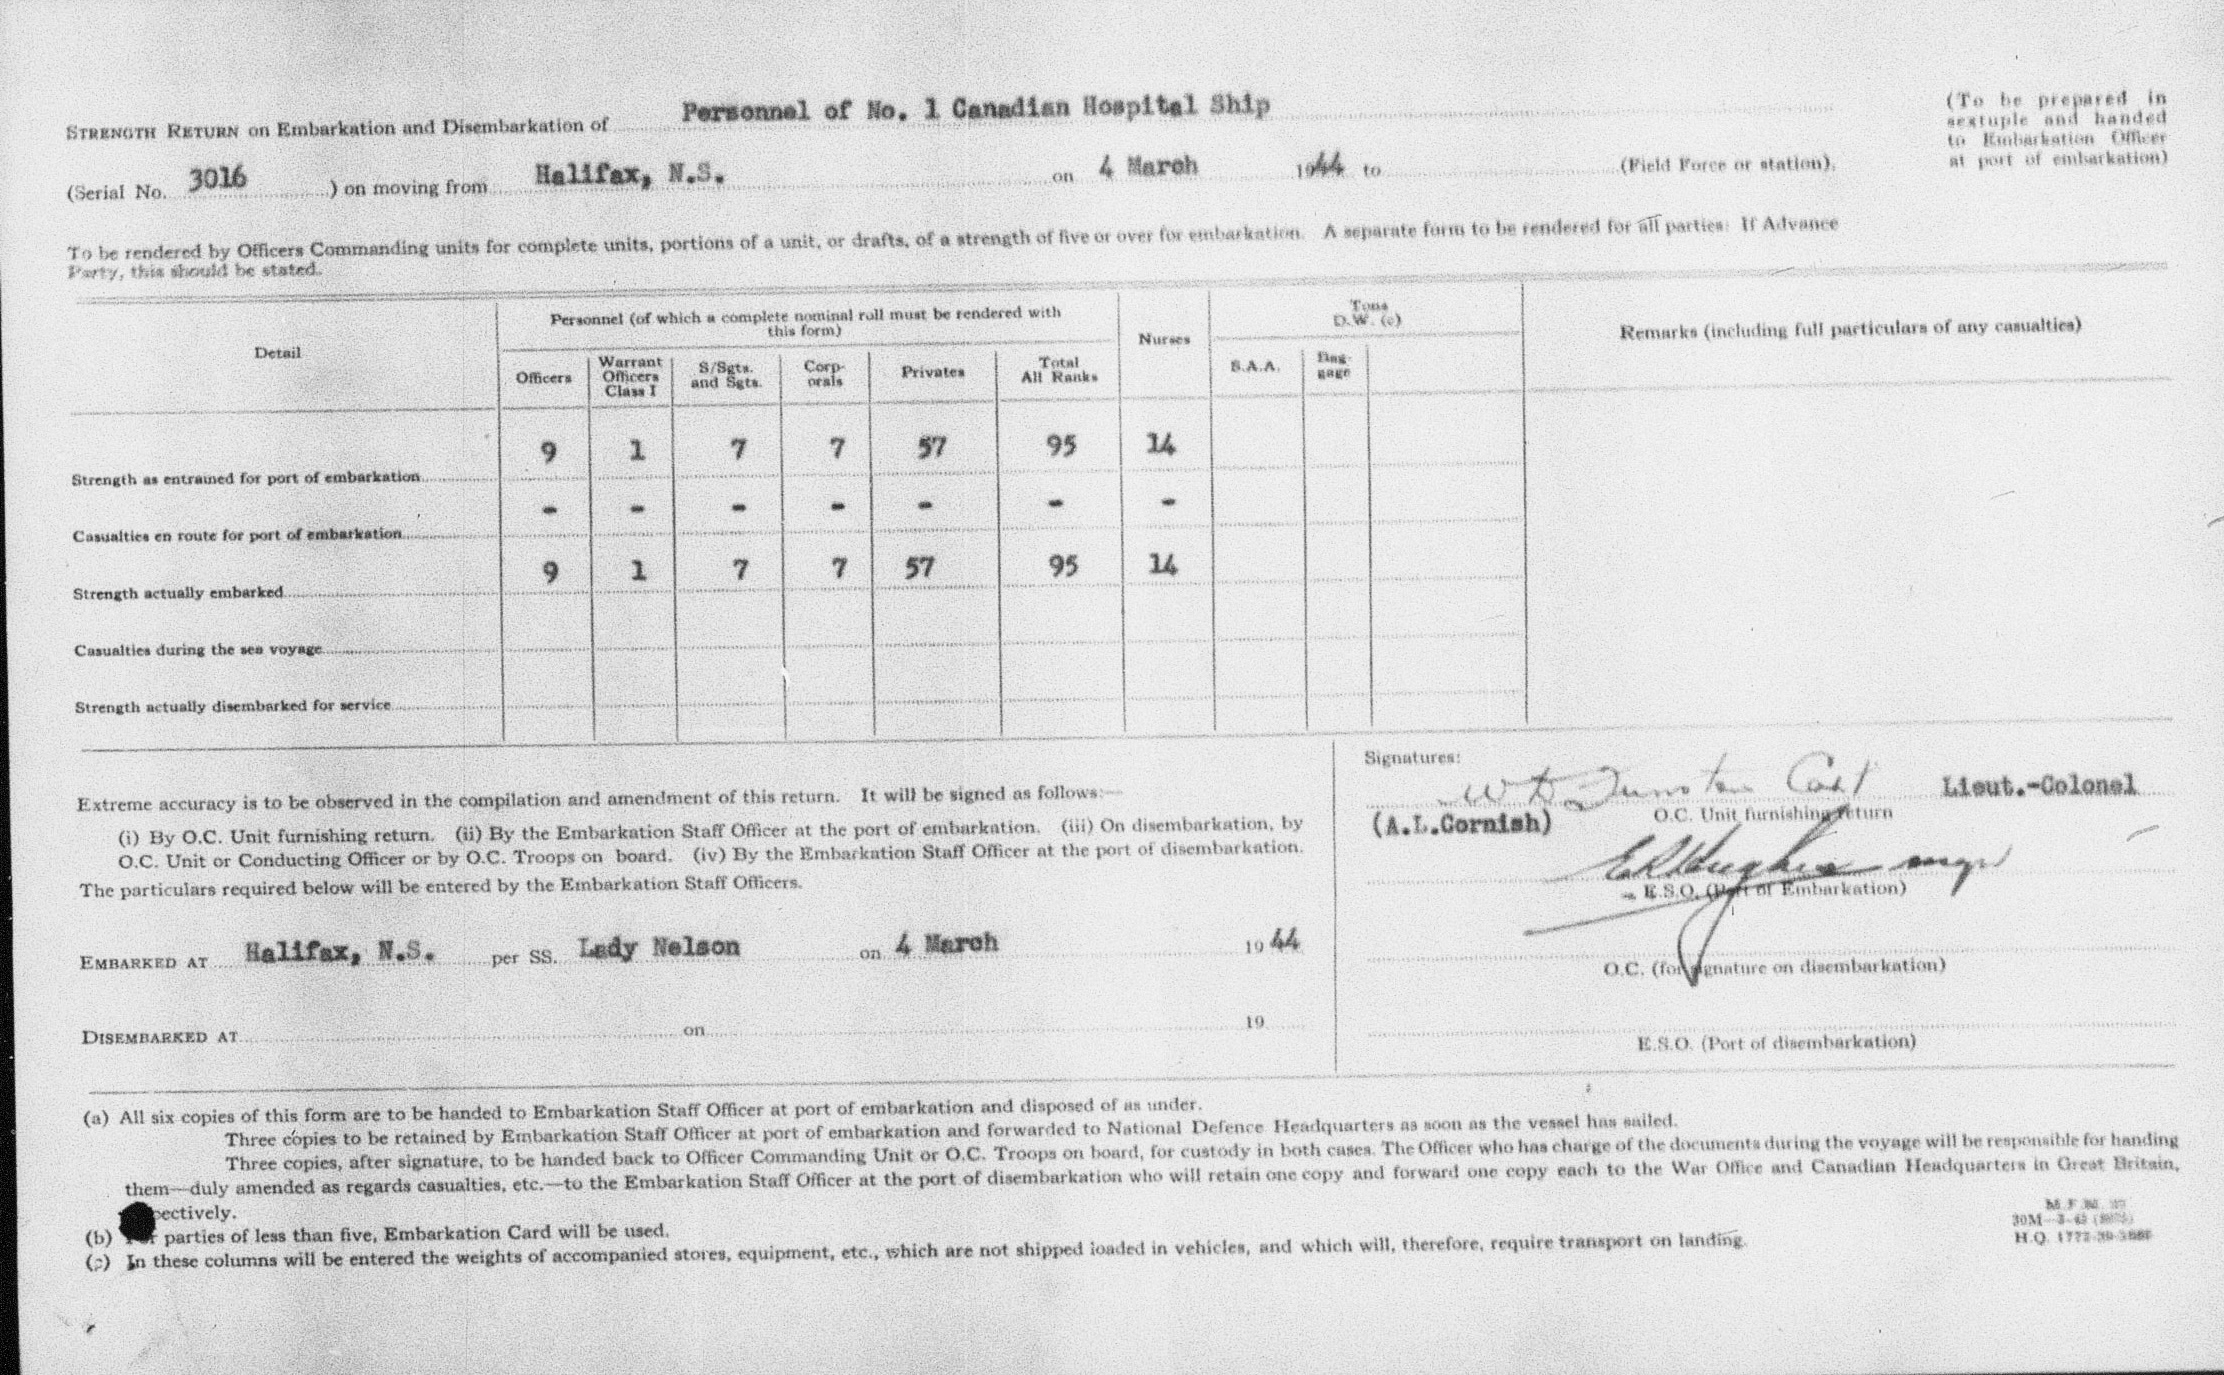 STRENGTH RETURN on Embarkation and Disembarkation of Personnel of No. 1 Canadian Hospital Ship
(To be prepared in
sextuple and handed
to Embarkation Officer
at port of embarkation)
(Serial No. 3016 ) on moving from Halifax, N.S. on 4 March 1944 to (Field Force or station).
To be rendered by Officers Commanding units for complete units, portions of a unit, or drafts, of a strength of five or over for embarkation. A separate form to be rendered for all parties: If Advance
Party, this should be stated.
Detail
Personnel (of which a complete nominal roll must be rendered with
this form)
Nurses
Tons
D.W. (c)
Remarks (including full particulars of any casualties)
Officers
Warrant
Officers
Class I
S/Sgts.
and Sgts.
Corp-
orals
Privates
Total
All Ranks
S.A.A.
Bag-
gage
Strength as entrained for port of embarkation 9 1 7 7 57 95 14
Casualties en route for port of embarkation - - - - - - -
Strength actually embarked 9 1 7 7 57 95 14
Casualties during the sea voyage
Strength actually disembarked for service
Extreme accuracy is to be observed in the compilation and amendment of this return. It will be signed as follows:—
(i) By O.C. Unit furnishing return. (ii) By the Embarkation Staff Officer at the port of embarkation. (iii) On disembarkation, by
O.C. Unit or Conducting Officer or by O.C. Troops on board. (iv) By the Embarkation Staff Officer at the port of disembarkation.
The particulars required below will be entered by the Embarkation Staff Officers.
EMBARKED AT Halifax, N.S. per SS. Lady Nelson on 4 March 1944
DISEMBARKED AT on 19
Signatures:
Capt Lieut.-Colonel
(A.L.Cornish) O.C. Unit furnishing return
Hughes
E.S.O. (Port of Embarkation)
O.C. (for signature on disembarkation)
E.S.O. (Port of disembarkation)
(a) All six copies of this form are to be handed to Embarkation Staff Officer at port of embarkation and disposed of as under.
Three copies to be retained by Embarkation Staff Officer at port of embarkation and forwarded to National Defence Headquarters as soon as the vessel has sailed.
Three copies, after signature, to be handed back to Officer Commanding Unit or O.C. Troops on board, for custody in both cases. The Officer who has charge of the documents during the voyage will be responsible for handing
them—duly amended as regards casualties, etc.—to the Embarkation Staff Officer at the port of disembarkation who will retain one copy and forward one copy each to the War Office and Canadian Headquarters in Great Britain,
pectively.
(b) For parties of less than five, Embarkation Card will be used.
(c) In these columns will be entered the weights of accompanied stores, equipment, etc., which are not shipped loaded in vehicles, and which will, therefore, require transport on landing.
M.F.M.
30M
H.Q. 1772-39-